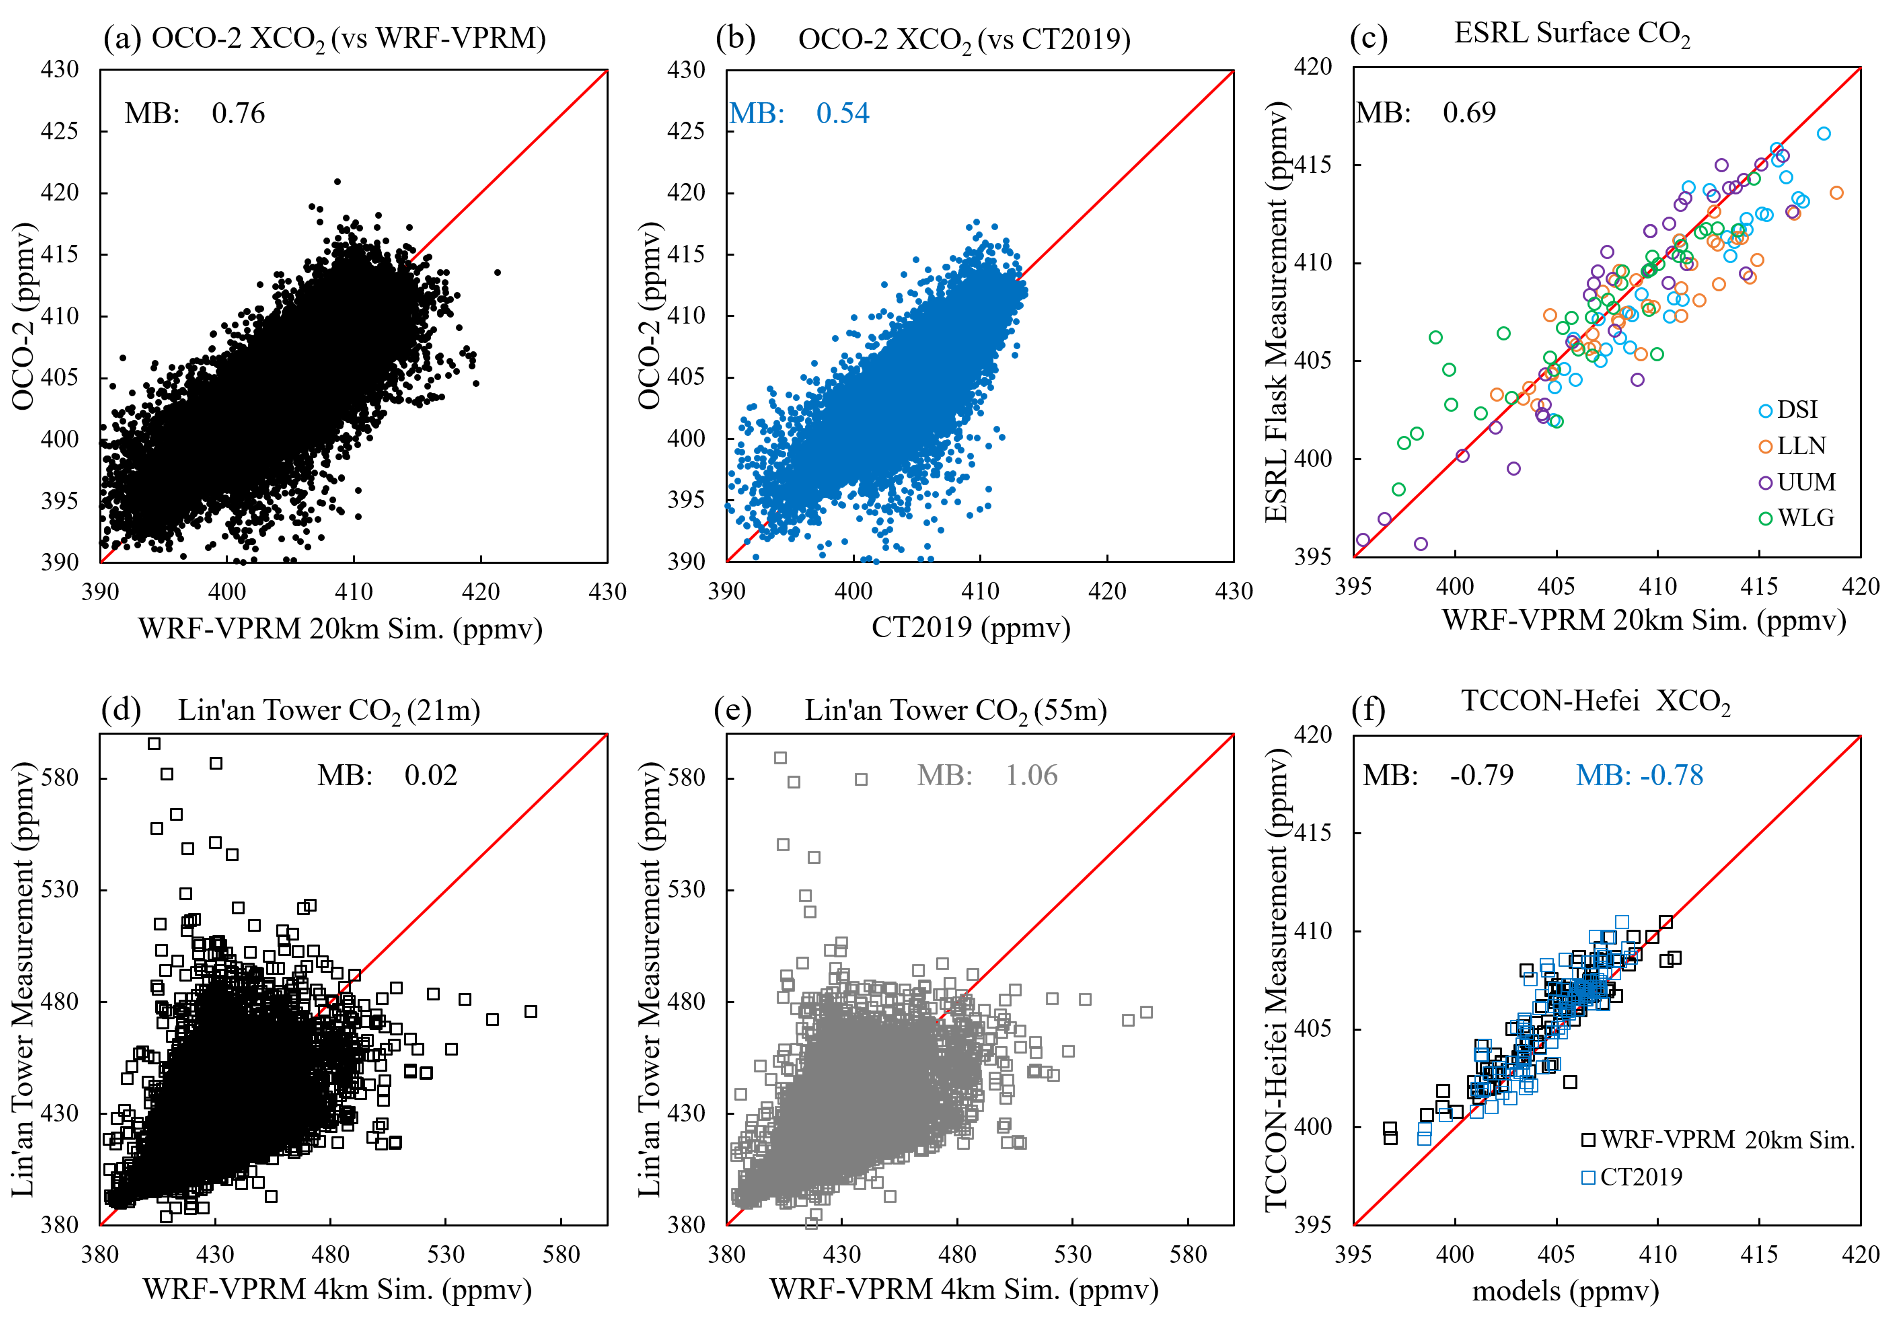 (a) OCO-2 XCO2 (vs WRF-VPRM)
MB: 0.76
OCO-2 (ppmv)
430
425
420
415
410
405
400
395
390
390 400 410 420 430
WRF-VPRM 20km Sim. (ppmv)
(b) OCO-2 XCO2 (vs CT2019)
MB: 0.54
OCO-2 (ppmv)
430
425
420
415
410
405
400
395
390
390 400 410 420 430
CT2019 (ppmv)
(c) ESRL Surface CO2
MB: 0.69
ESRL Flask Measurement (ppmv)
420
415
410
405
400
395
DSI
LLN
UUM
WLG
395 400 405 410 415 420
WRF-VPRM 20km Sim. (ppmv)
(d) Lin'an Tower CO2 (21m)
MB: 0.02
Lin'an Tower Measurement (ppmv)
580
530
480
430
380
380 430 480 530 580
WRF-VPRM 4km Sim. (ppmv)
(e) Lin'an Tower CO2 (55m)
MB: 1.06
Lin'an Tower Measurement (ppmv)
580
530
480
430
380
380 430 480 530 580
WRF-VPRM 4km Sim. (ppmv)
(f) TCCON-Hefei XCO2
MB: -0.79 MB: -0.78
TCCON-Heifei Measurement (ppmv)
420
415
410
405
400
395
WRF-VPRM 20km Sim.
CT2019
395 400 405 410 415 420
models (ppmv)